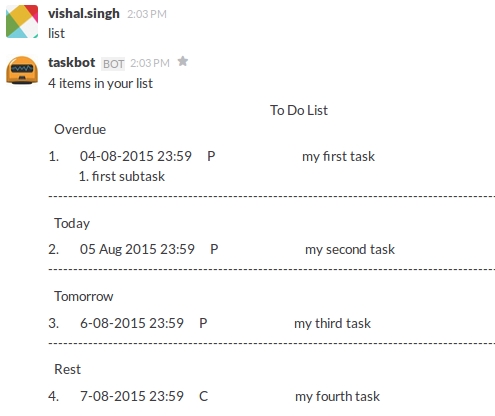 vishal.singh 2:03 PM
list
taskbot BOT 2:03 PM
4 items in your list
To Do List
Overdue
1. 04-08-2015 23:59 P my first task
1. first subtask
Today
2. 05 Aug 2015 23:59 P my second task
Tomorrow
3. 6-08-2015 23:59 P my third task
Rest
4. 7-08-2015 23:59 C my fourth task